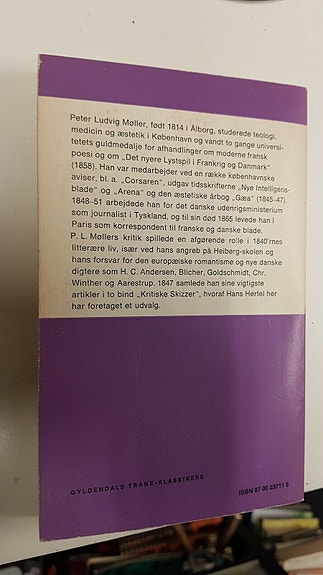 Peter Ludvig Møller, født 1814 i Ålborg, studerede teologi,
medicin og æstetik i København og vandt to gange universi-
tetets guldmedalje for afhandlinger om moderne fransk
poesi og om „Det nyere Lystspil i Frankrig og Danmark"
(1858). Han var medarbejder ved en række københavnske
aviser, bl. a. „Corsaren", udgav tidsskrifterne „Nye Intelligens-
blade" og „Arena" og den æstetiske årbog „Gæa" (1845-47).
1848-51 arbejdede han for det danske udenrigsministerium
som journalist i Tyskland, og til sin død 1865 levede han i
Paris som korrespondent til franske og danske blade.
P. L. Møllers kritik spillede en afgørende rolle i 1840'rnes
litterære liv, især ved hans angreb på Heiberg-skolen og
hans forsvar for den europæiske romantisme og nye danske
digtere som H. C. Andersen, Blicher, Goldschmidt, Chr.
Winther og Aarestrup. 1847 samlede han sine vigtigste
artikler i to bind „Kritiske Skizzer", hvoraf Hans Hertel her
har foretaget et udvalg.
GYLDENDALS TRANE-KLASSIKERE
ISBN 87 00 23711 6